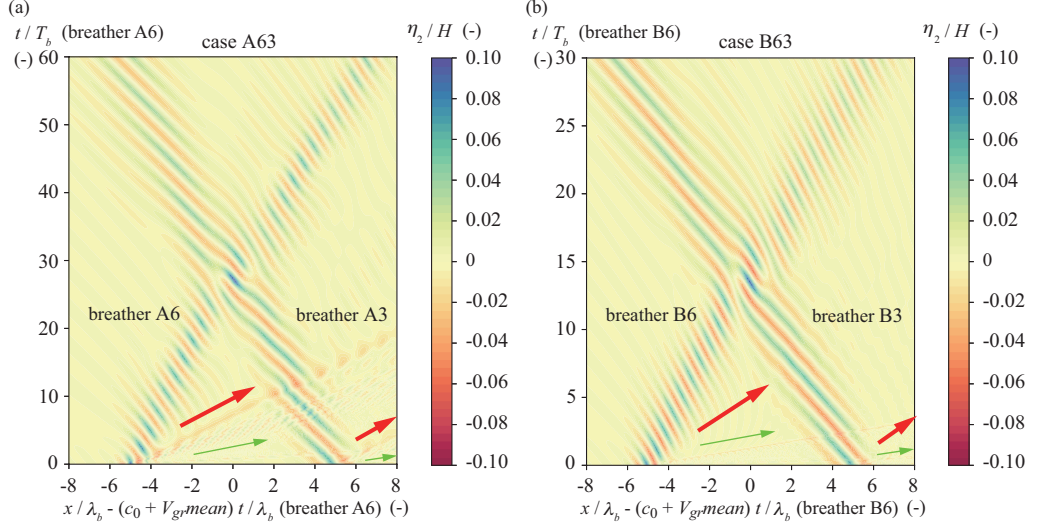 (a)
t / T_b (breather A6)
(-)
case A63
η_2 / H (-)
60
50
40
30
20
10
0
breather A6
breather A3
-8 -6 -4 -2 0 2 4 6 8
x / λ_b - (c_0 + V_gr mean) t / λ_b (breather A6) (-)
0.10
0.08
0.06
0.04
0.02
0
-0.02
-0.04
-0.06
-0.08
-0.10
(b)
t / T_b (breather B6)
(-)
case B63
η_2 / H (-)
30
25
20
15
10
5
0
breather B6
breather B3
-8 -6 -4 -2 0 2 4 6 8
x / λ_b - (c_0 + V_gr mean) t / λ_b (breather B6) (-)
0.10
0.08
0.06
0.04
0.02
0
-0.02
-0.04
-0.06
-0.08
-0.10